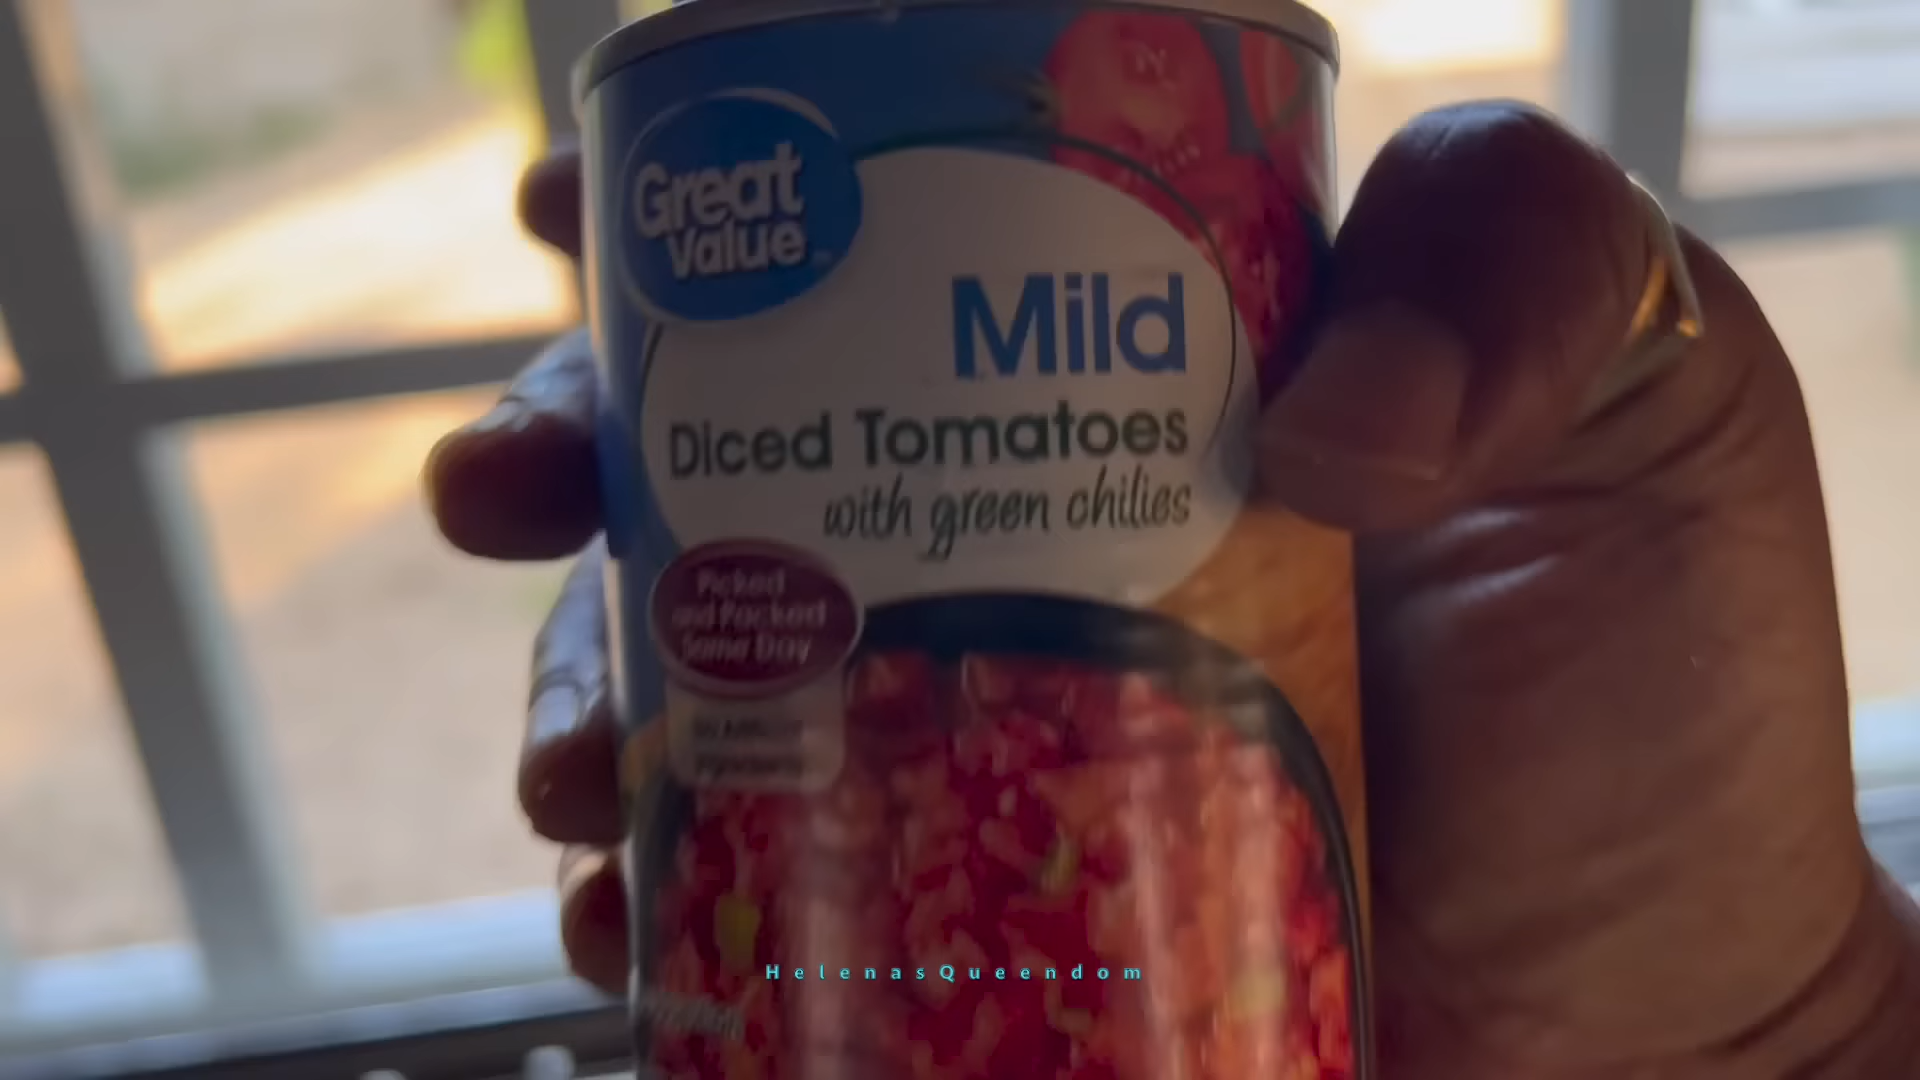 Great
Value
Mild
Diced Tomatoes
with green chilies
Picked
and Packed
Same Day
HelenasQueendom